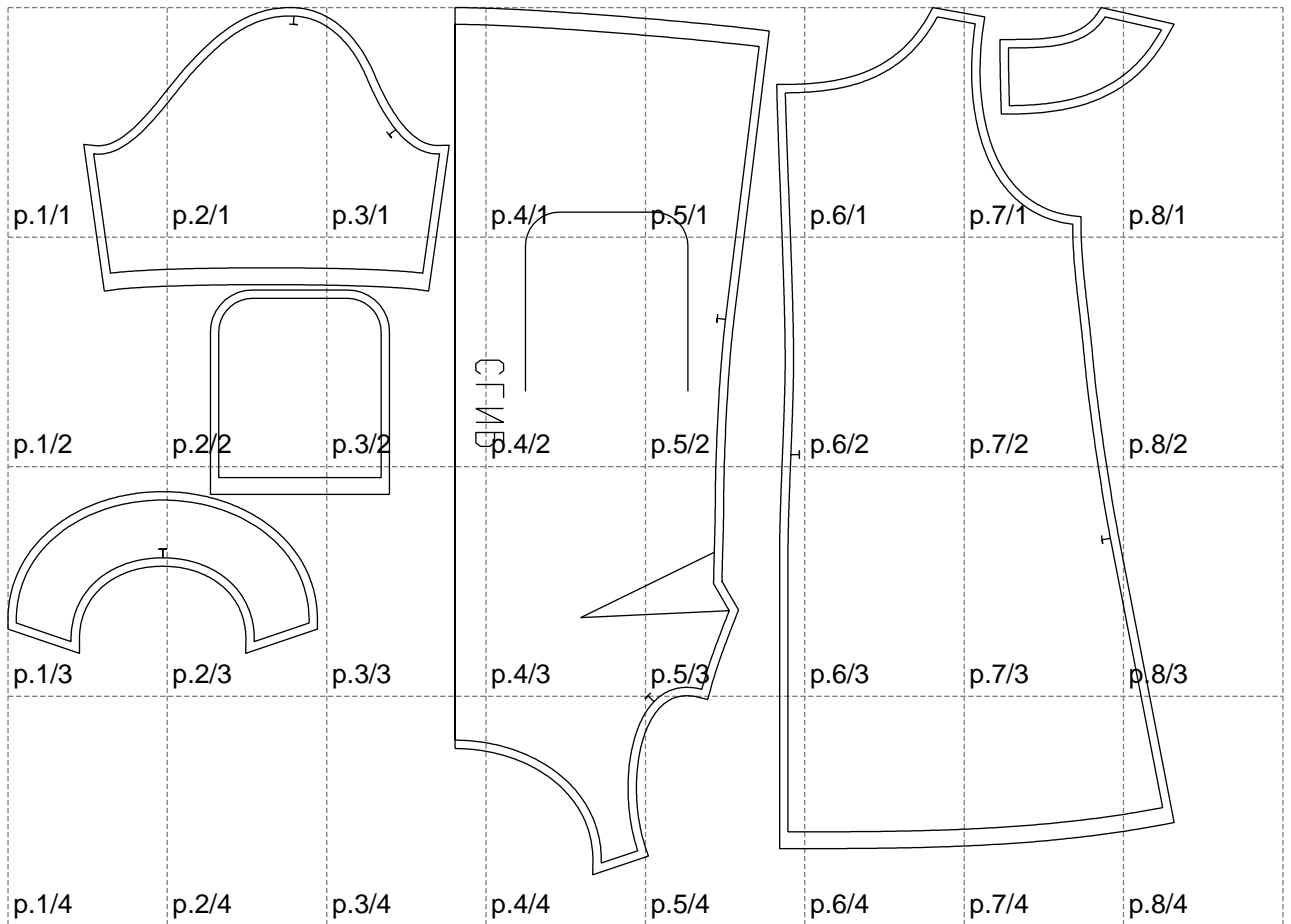 p.1/1 p.2/1 p.3/1 p.4/1 p.5/1 p.6/1 p.7/1 p.8/1
СГИБ
p.1/2 p.2/2 p.3/2 p.4/2 p.5/2 p.6/2 p.7/2 p.8/2
p.1/3 p.2/3 p.3/3 p.4/3 p.5/3 p.6/3 p.7/3 p.8/3
p.1/4 p.2/4 p.3/4 p.4/4 p.5/4 p.6/4 p.7/4 p.8/4